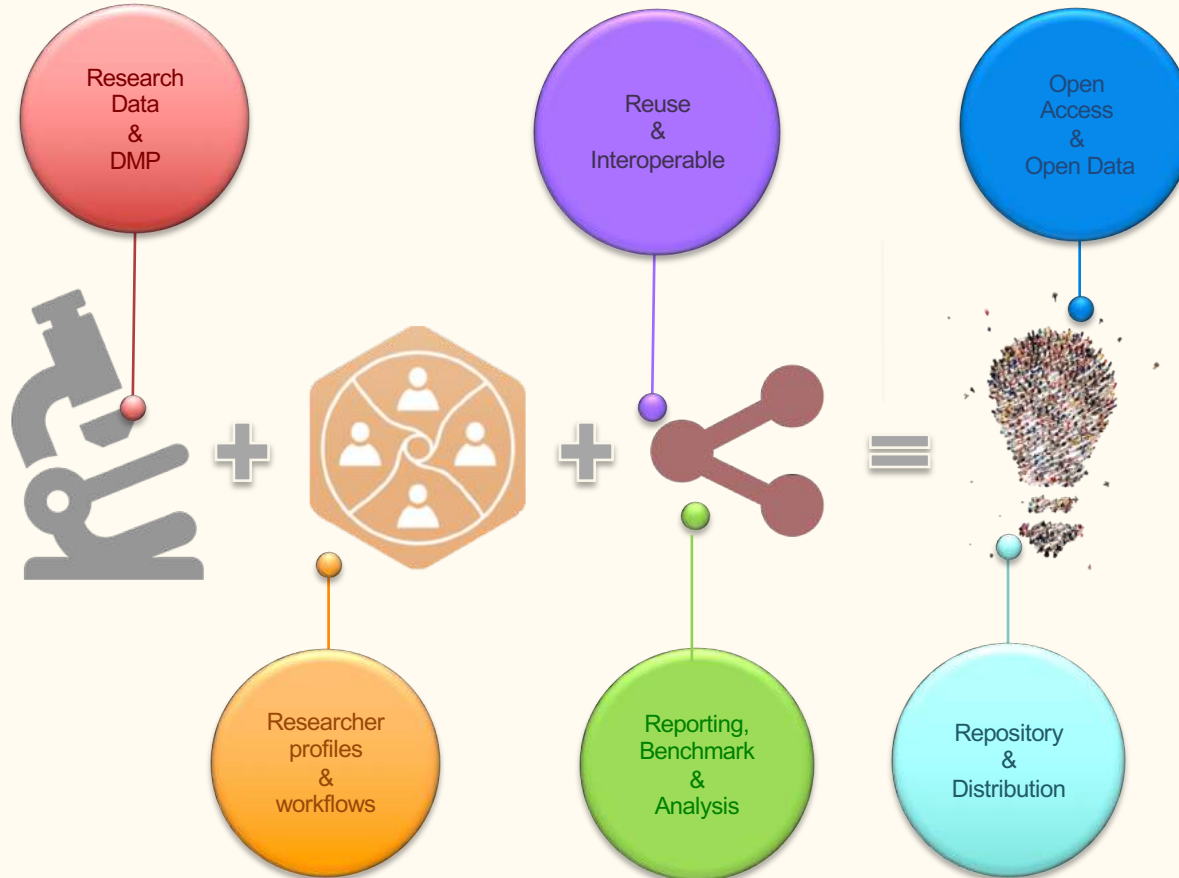 Research
Data
&
DMP
Reuse
&
Interoperable
Open
Access
&
Open Data
Researcher
profiles
&
workflows
Reporting,
Benchmark
&
Analysis
Repository
&
Distribution